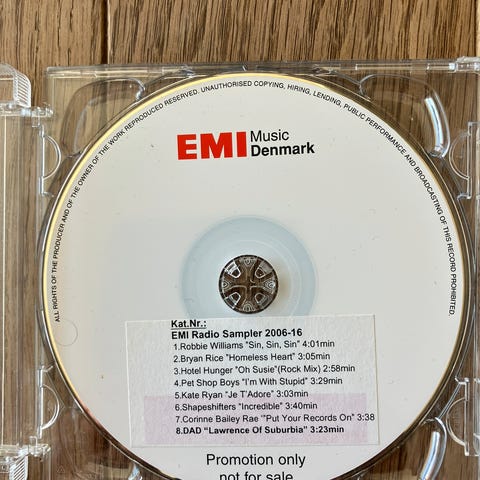 ALL RIGHTS OF THE PRODUCER AND OF THE OWNER OF THE WORK REPRODUCED RESERVED. UNAUTHORISED COPYING, HIRING, LENDING, PUBLIC PERFORMANCE AND BROADCASTING OF THIS RECORD PROHIBITED.
EMI Music
Denmark
Kat.Nr.:
EMI Radio Sampler 2006-16
1.Robbie Williams "Sin, Sin, Sin" 4:01min
2.Bryan Rice "Homeless Heart" 3:05min
3.Hotel Hunger "Oh Susie"(Rock Mix) 2:58min
4.Pet Shop Boys "I'm With Stupid" 3:29min
5.Kate Ryan "Je T'Adore" 3:03min
6.Shapeshifters "Incredible" 3:40min
7.Corinne Bailey Rae '"Put Your Records On" 3:38
8.DAD "Lawrence Of Suburbia" 3:23min
Promotion only
not for sale